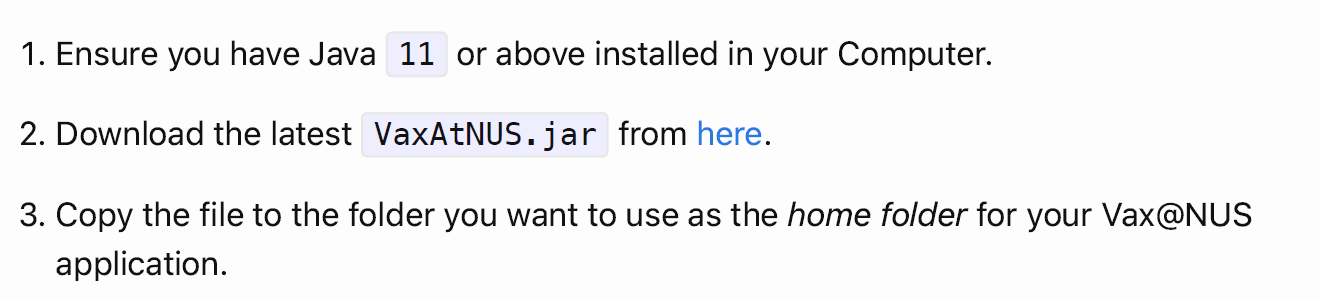 1. Ensure you have Java 11 or above installed in your Computer.
2. Download the latest VaxAtNUS.jar from here.
3. Copy the file to the folder you want to use as the home folder for your Vax@NUS
application.